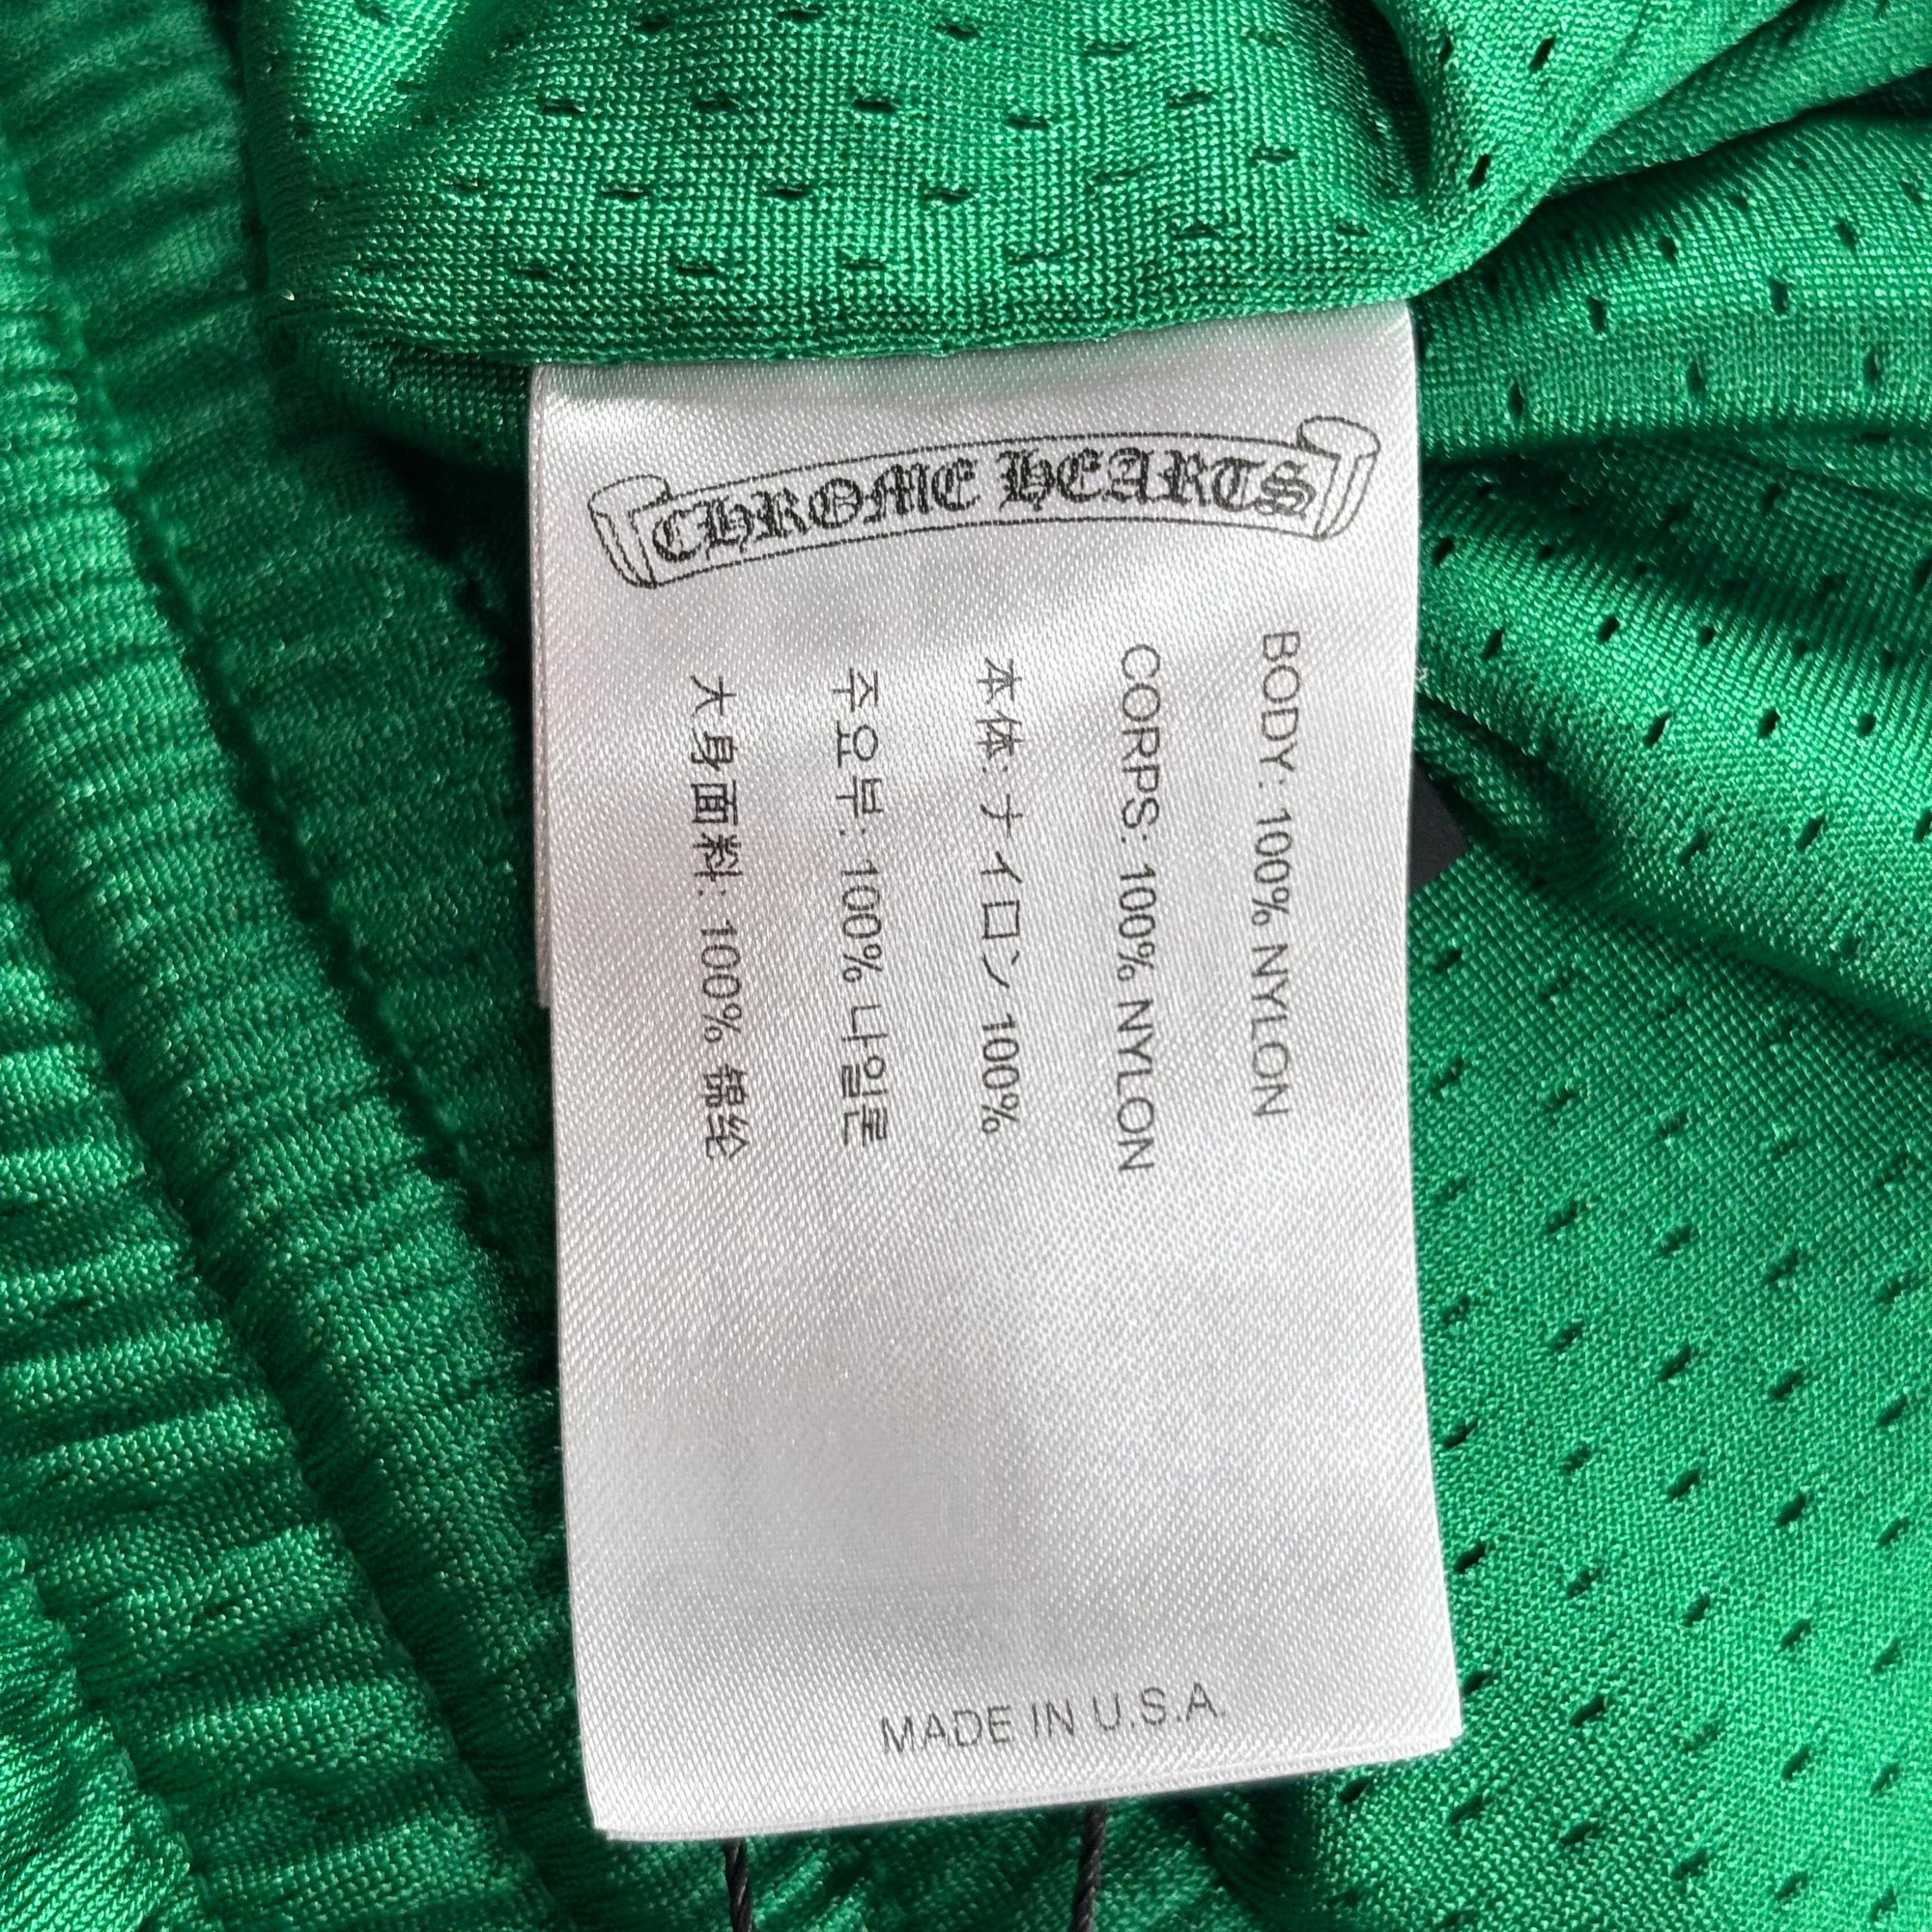 CHROME HEARTS
BODY: 100% NYLON
CORPS: 100% NYLON
本体: ナイロン 100%
주요부: 100% 나일론
大身面料: 100% 锦纶
MADE IN U.S.A.